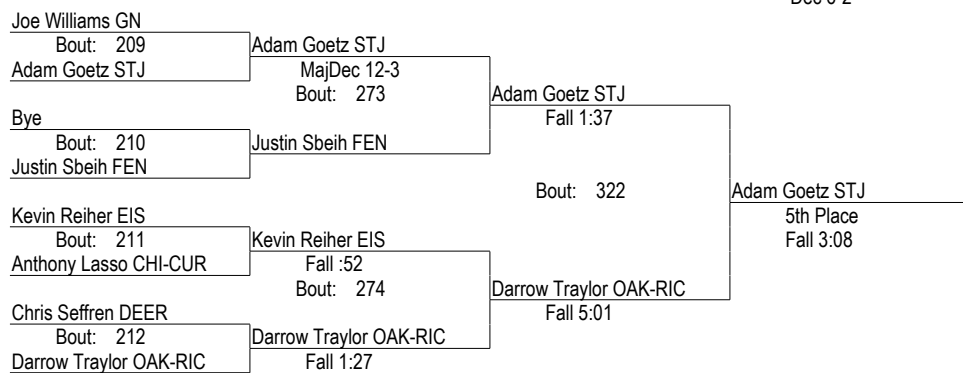 Joe Williams GN
Bout: 209
Adam Goetz STJ
Adam Goetz STJ
MajDec 12-3
Bout: 273
Adam Goetz STJ
Fall 1:37
Bye
Bout: 210
Justin Sbeih FEN
Justin Sbeih FEN
Bout: 322
Adam Goetz STJ
5th Place
Fall 3:08
Kevin Reiher EIS
Bout: 211
Anthony Lasso CHI-CUR
Kevin Reiher EIS
Fall :52
Bout: 274
Darrow Traylor OAK-RIC
Fall 5:01
Chris Seffren DEER
Bout: 212
Darrow Traylor OAK-RIC
Darrow Traylor OAK-RIC
Fall 1:27